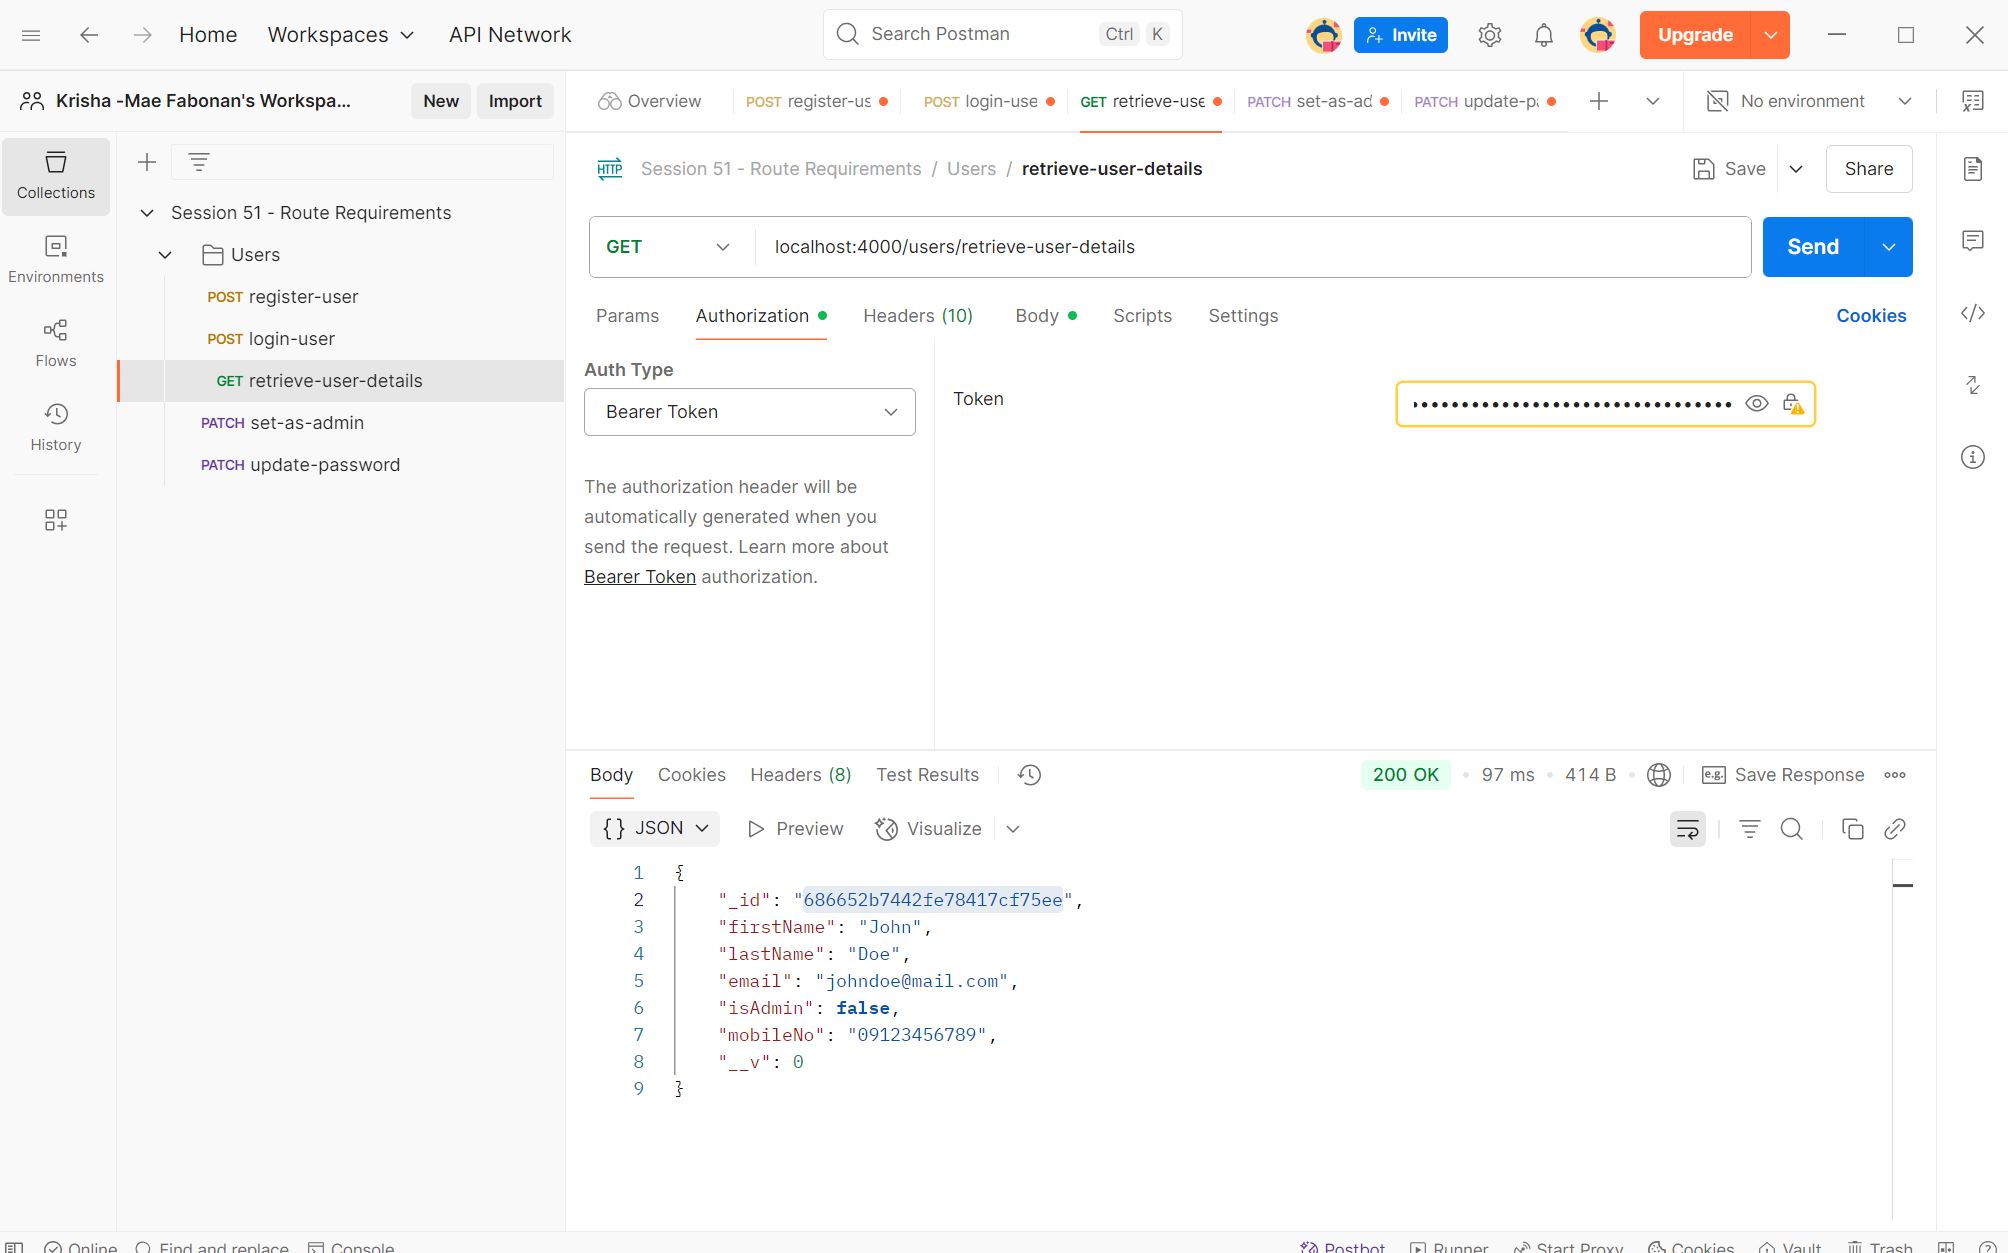 Home Workspaces API Network Search Postman Ctrl K Invite Upgrade
Krisha -Mae Fabonan's Workspa... New Import Overview POST register-us POST login-use GET retrieve-use PATCH set-as-ad PATCH update-pa No environment
Collections
Environments
Flows
History
Session 51 - Route Requirements
Users
POST register-user
POST login-user
GET retrieve-user-details
PATCH set-as-admin
PATCH update-password
HTTP Session 51 - Route Requirements / Users / retrieve-user-details Save Share
GET localhost:4000/users/retrieve-user-details Send
Params Authorization Headers (10) Body Scripts Settings Cookies
Auth Type
Bearer Token
Token
The authorization header will be
automatically generated when you
send the request. Learn more about
Bearer Token authorization.
Body Cookies Headers (8) Test Results 200 OK 97 ms 414 B e.g. Save Response
{} JSON Preview Visualize
1 {
2 "_id": "686652b7442fe78417cf75ee",
3 "firstName": "John",
4 "lastName": "Doe",
5 "email": "johndoe@mail.com",
6 "isAdmin": false,
7 "mobileNo": "09123456789",
8 "__v": 0
9 }
Online Find and replace Console Postbot Runner Start Proxy Cookies Vault Trash